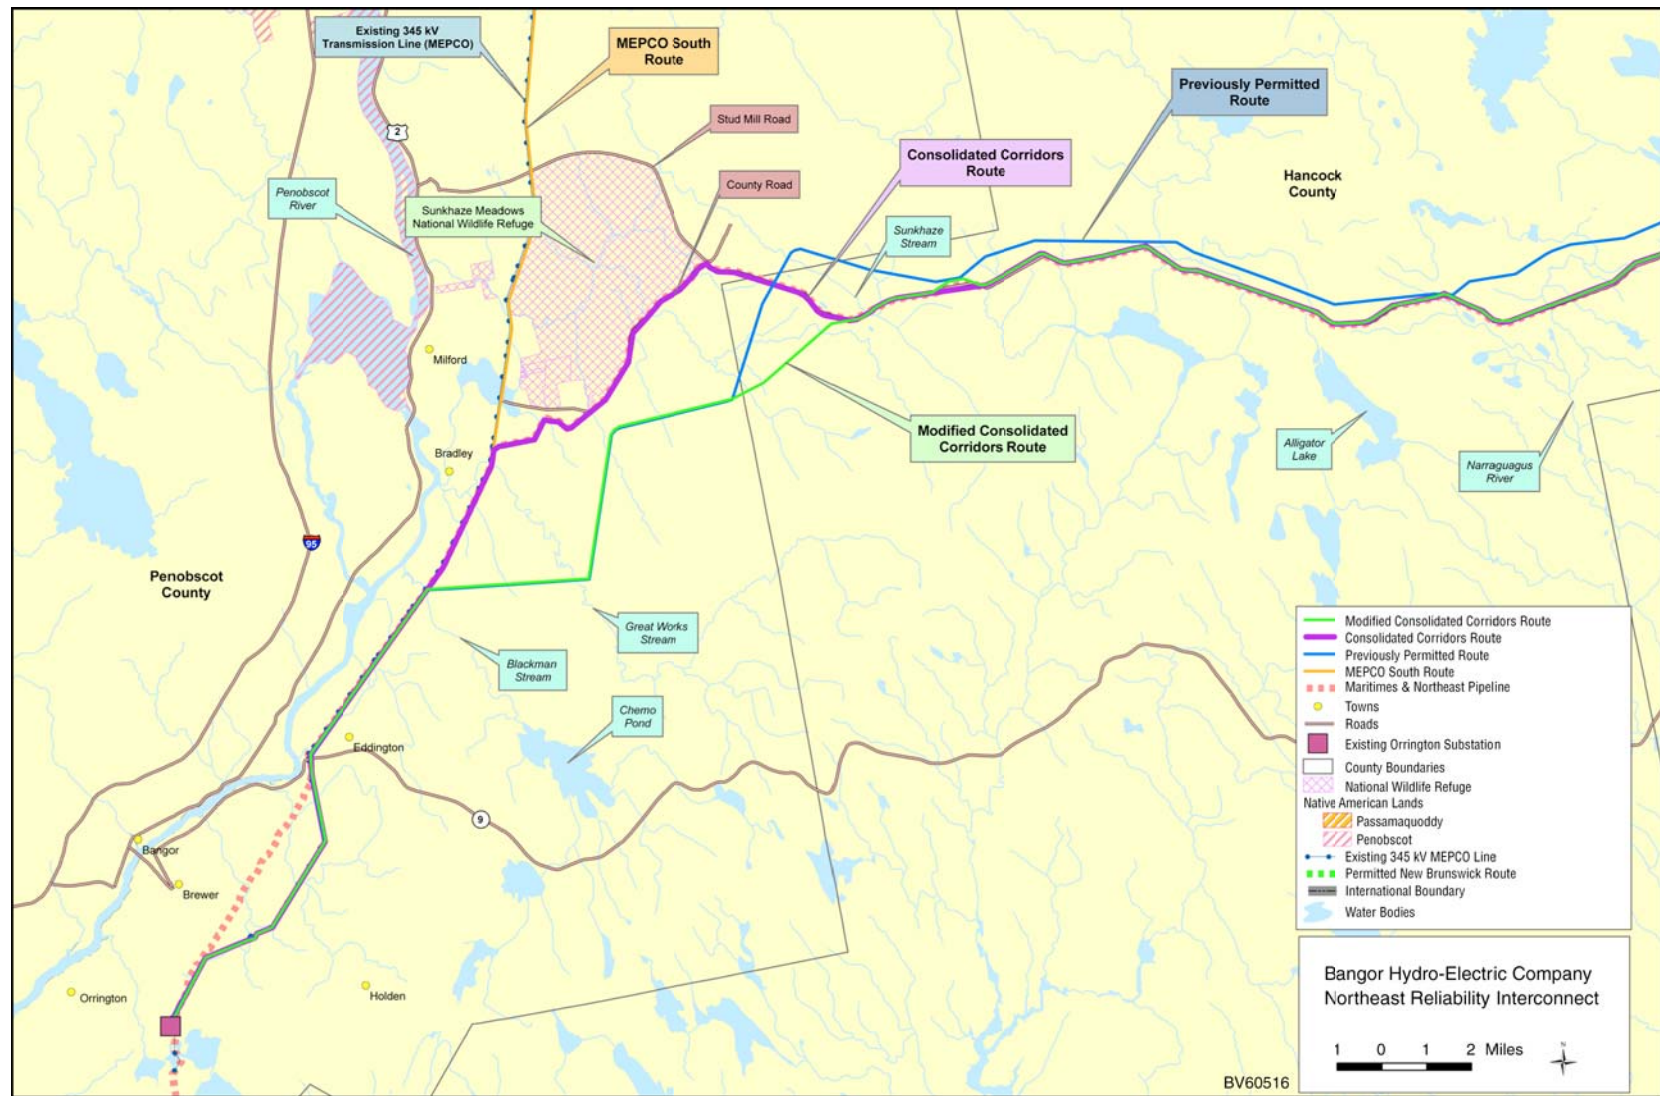 Existing 345 kV
Transmission Line (MEPCO)
MEPCO South
Route
Previously Permitted
Route
Stud Mill Road
2
Consolidated Corridors
Route
Hancock
County
County Road
Penobscot
River
Sunkhaze Meadows
National Wildlife Refuge
Sunkhaze
Stream
Milford
Modified Consolidated
Corridors Route
Alligator
Lake
Narraguagus
River
Bradley
95
Penobscot
County
Great Works
Stream
Blackman
Stream
Chemo
Pond
Eddington
9
Bangor
Brewer
Orrington
Holden
Modified Consolidated Corridors Route
Consolidated Corridors Route
Previously Permitted Route
MEPCO South Route
Maritimes & Northeast Pipeline
Towns
Roads
Existing Orrington Substation
County Boundaries
National Wildlife Refuge
Native American Lands
Passamaquoddy
Penobscot
Existing 345 kV MEPCO Line
Permitted New Brunswick Route
International Boundary
Water Bodies
Bangor Hydro-Electric Company
Northeast Reliability Interconnect
1 0 1 2 Miles
N
BV60516